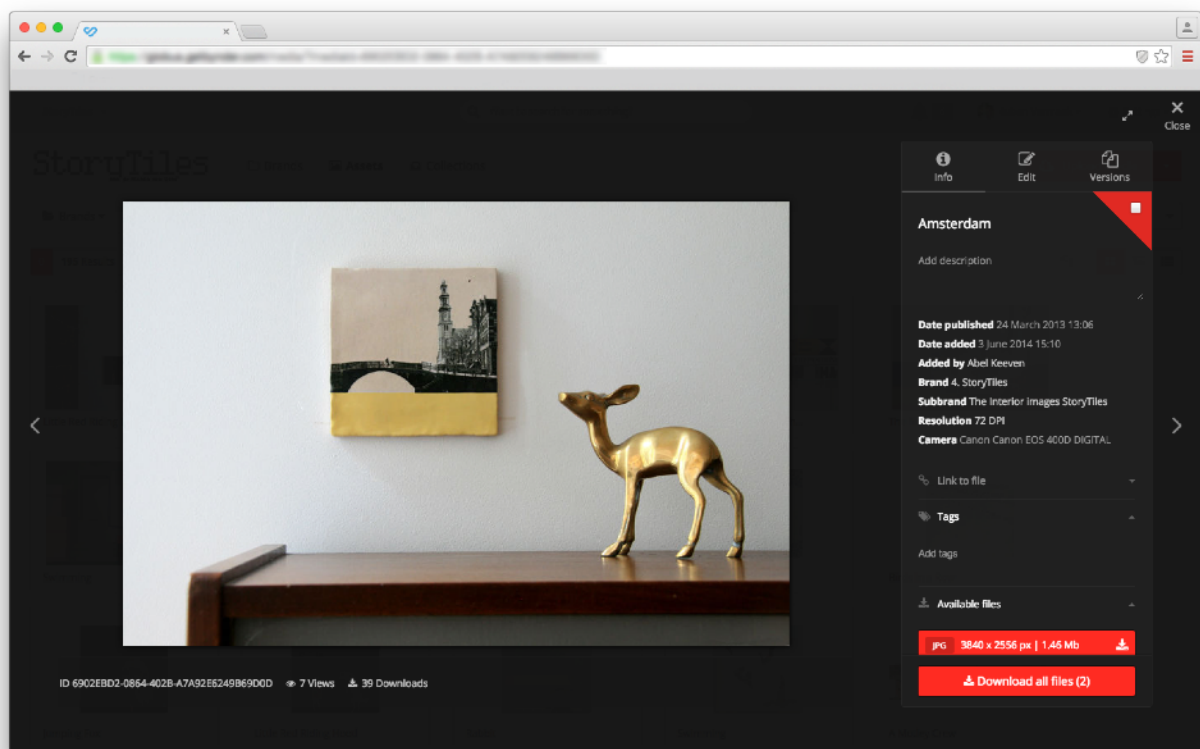 Close
StoryTiles
Info Edit Versions
Amsterdam
Add description
Date published 24 March 2013 13:06
Date added 3 June 2014 15:10
Added by Abel Keeven
Brand 4. StoryTiles
Subbrand The Interior images StoryTiles
Resolution 72 DPI
Camera Canon Canon EOS 400D DIGITAL
Link to file
Tags
Add tags
Available files
JPG 3840 x 2556 px | 1.46 Mb
Download all files (2)
ID 6902EBD2-0864-402B-A7A92E6249B69D0D 7 Views 39 Downloads